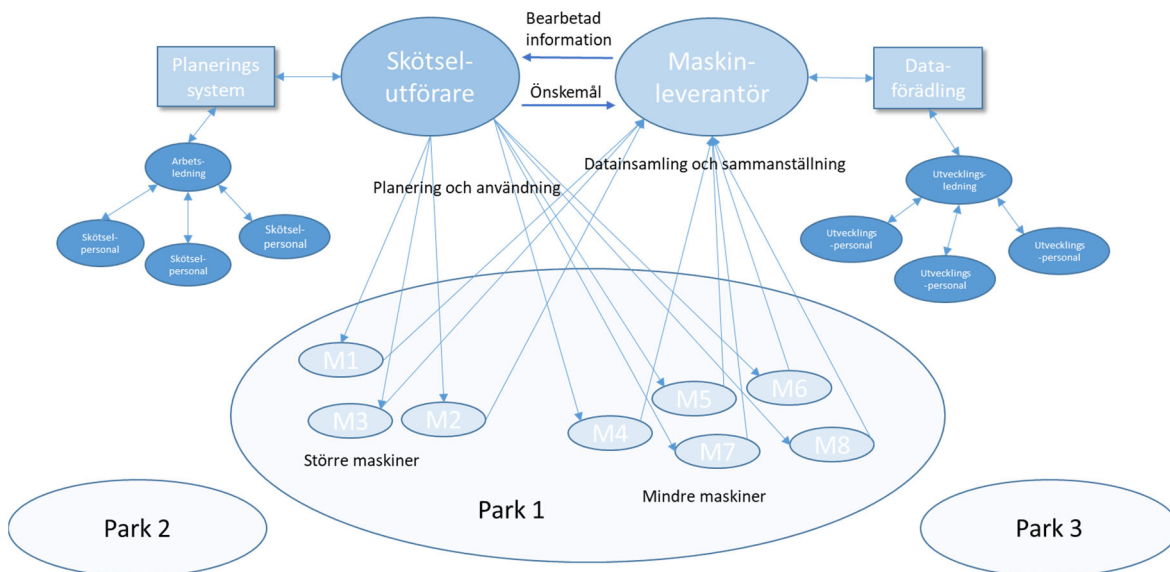 Bearbetad
information
Planerings
system
Skötsel-
utförare
Maskin-
leverantör
Data-
förädling
Önskemål
Arbets-
ledning
Skötsel-
personal
Skötsel-
personal
Skötsel-
personal
Planering och användning
Datainsamling och sammanställning
Utvecklings-
ledning
Utvecklings
-personal
Utvecklings
-personal
Utvecklings
-personal
M1
M3
M2
M4
M5
M6
M7
M8
Större maskiner
Mindre maskiner
Park 1
Park 2
Park 3